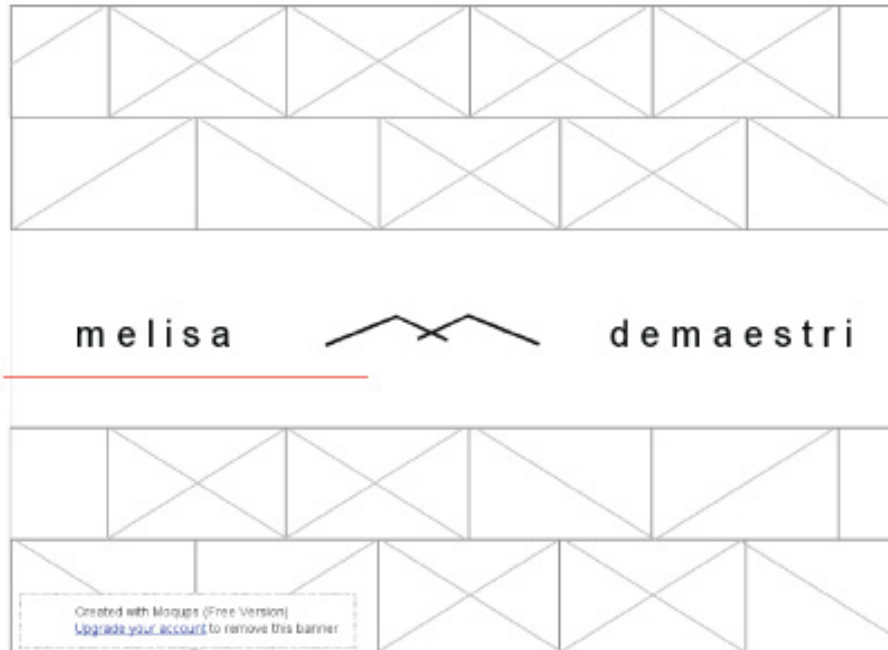 melisa demaestri
Created with Moqups (Free Version)
Upgrade your account to remove this banner